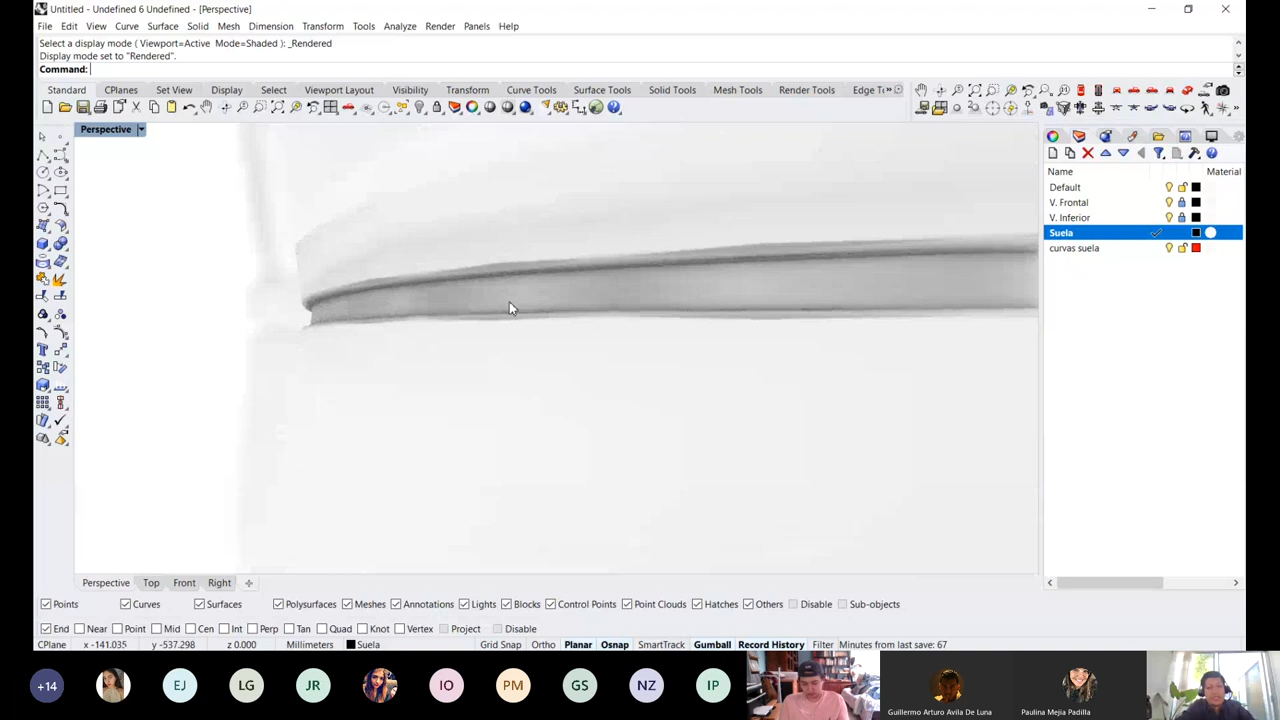 Untitled - Undefined 6 Undefined - [Perspective]
File Edit View Curve Surface Solid Mesh Dimension Transform Tools Analyze Render Panels Help
Select a display mode ( Viewport=Active Mode=Shaded ): _Rendered
Display mode set to "Rendered".
Command:
Standard CPlanes Set View Display Select Viewport Layout Visibility Transform Curve Tools Surface Tools Solid Tools Mesh Tools Render Tools Drafting Edge T
Perspective
Name Material
Default
V. Frontal
V. Inferior
Suela
curvas suela
Perspective Top Front Right
Points Curves Surfaces Polysurfaces Meshes Annotations Lights Blocks Control Points Point Clouds Hatches Others Disable Sub-objects
End Near Point Mid Cen Int Perp Tan Quad Knot Vertex Project Disable
CPlane x -141.035 y -537.298 z 0.000 Millimeters Suela Grid Snap Ortho Planar Osnap SmartTrack Gumball Record History Filter Minutes from last save: 67
+14 EJ LG JR IO PM GS NZ IP
Guillermo Arturo Avila De Luna Paulina Mejia Padilla